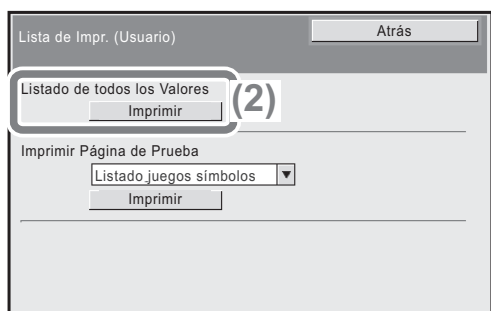 Lista de Impr. (Usuario)
Atrás
Listado de todos los Valores
Imprimir
(2)
Imprimir Página de Prueba
Listado juegos símbolos
Imprimir